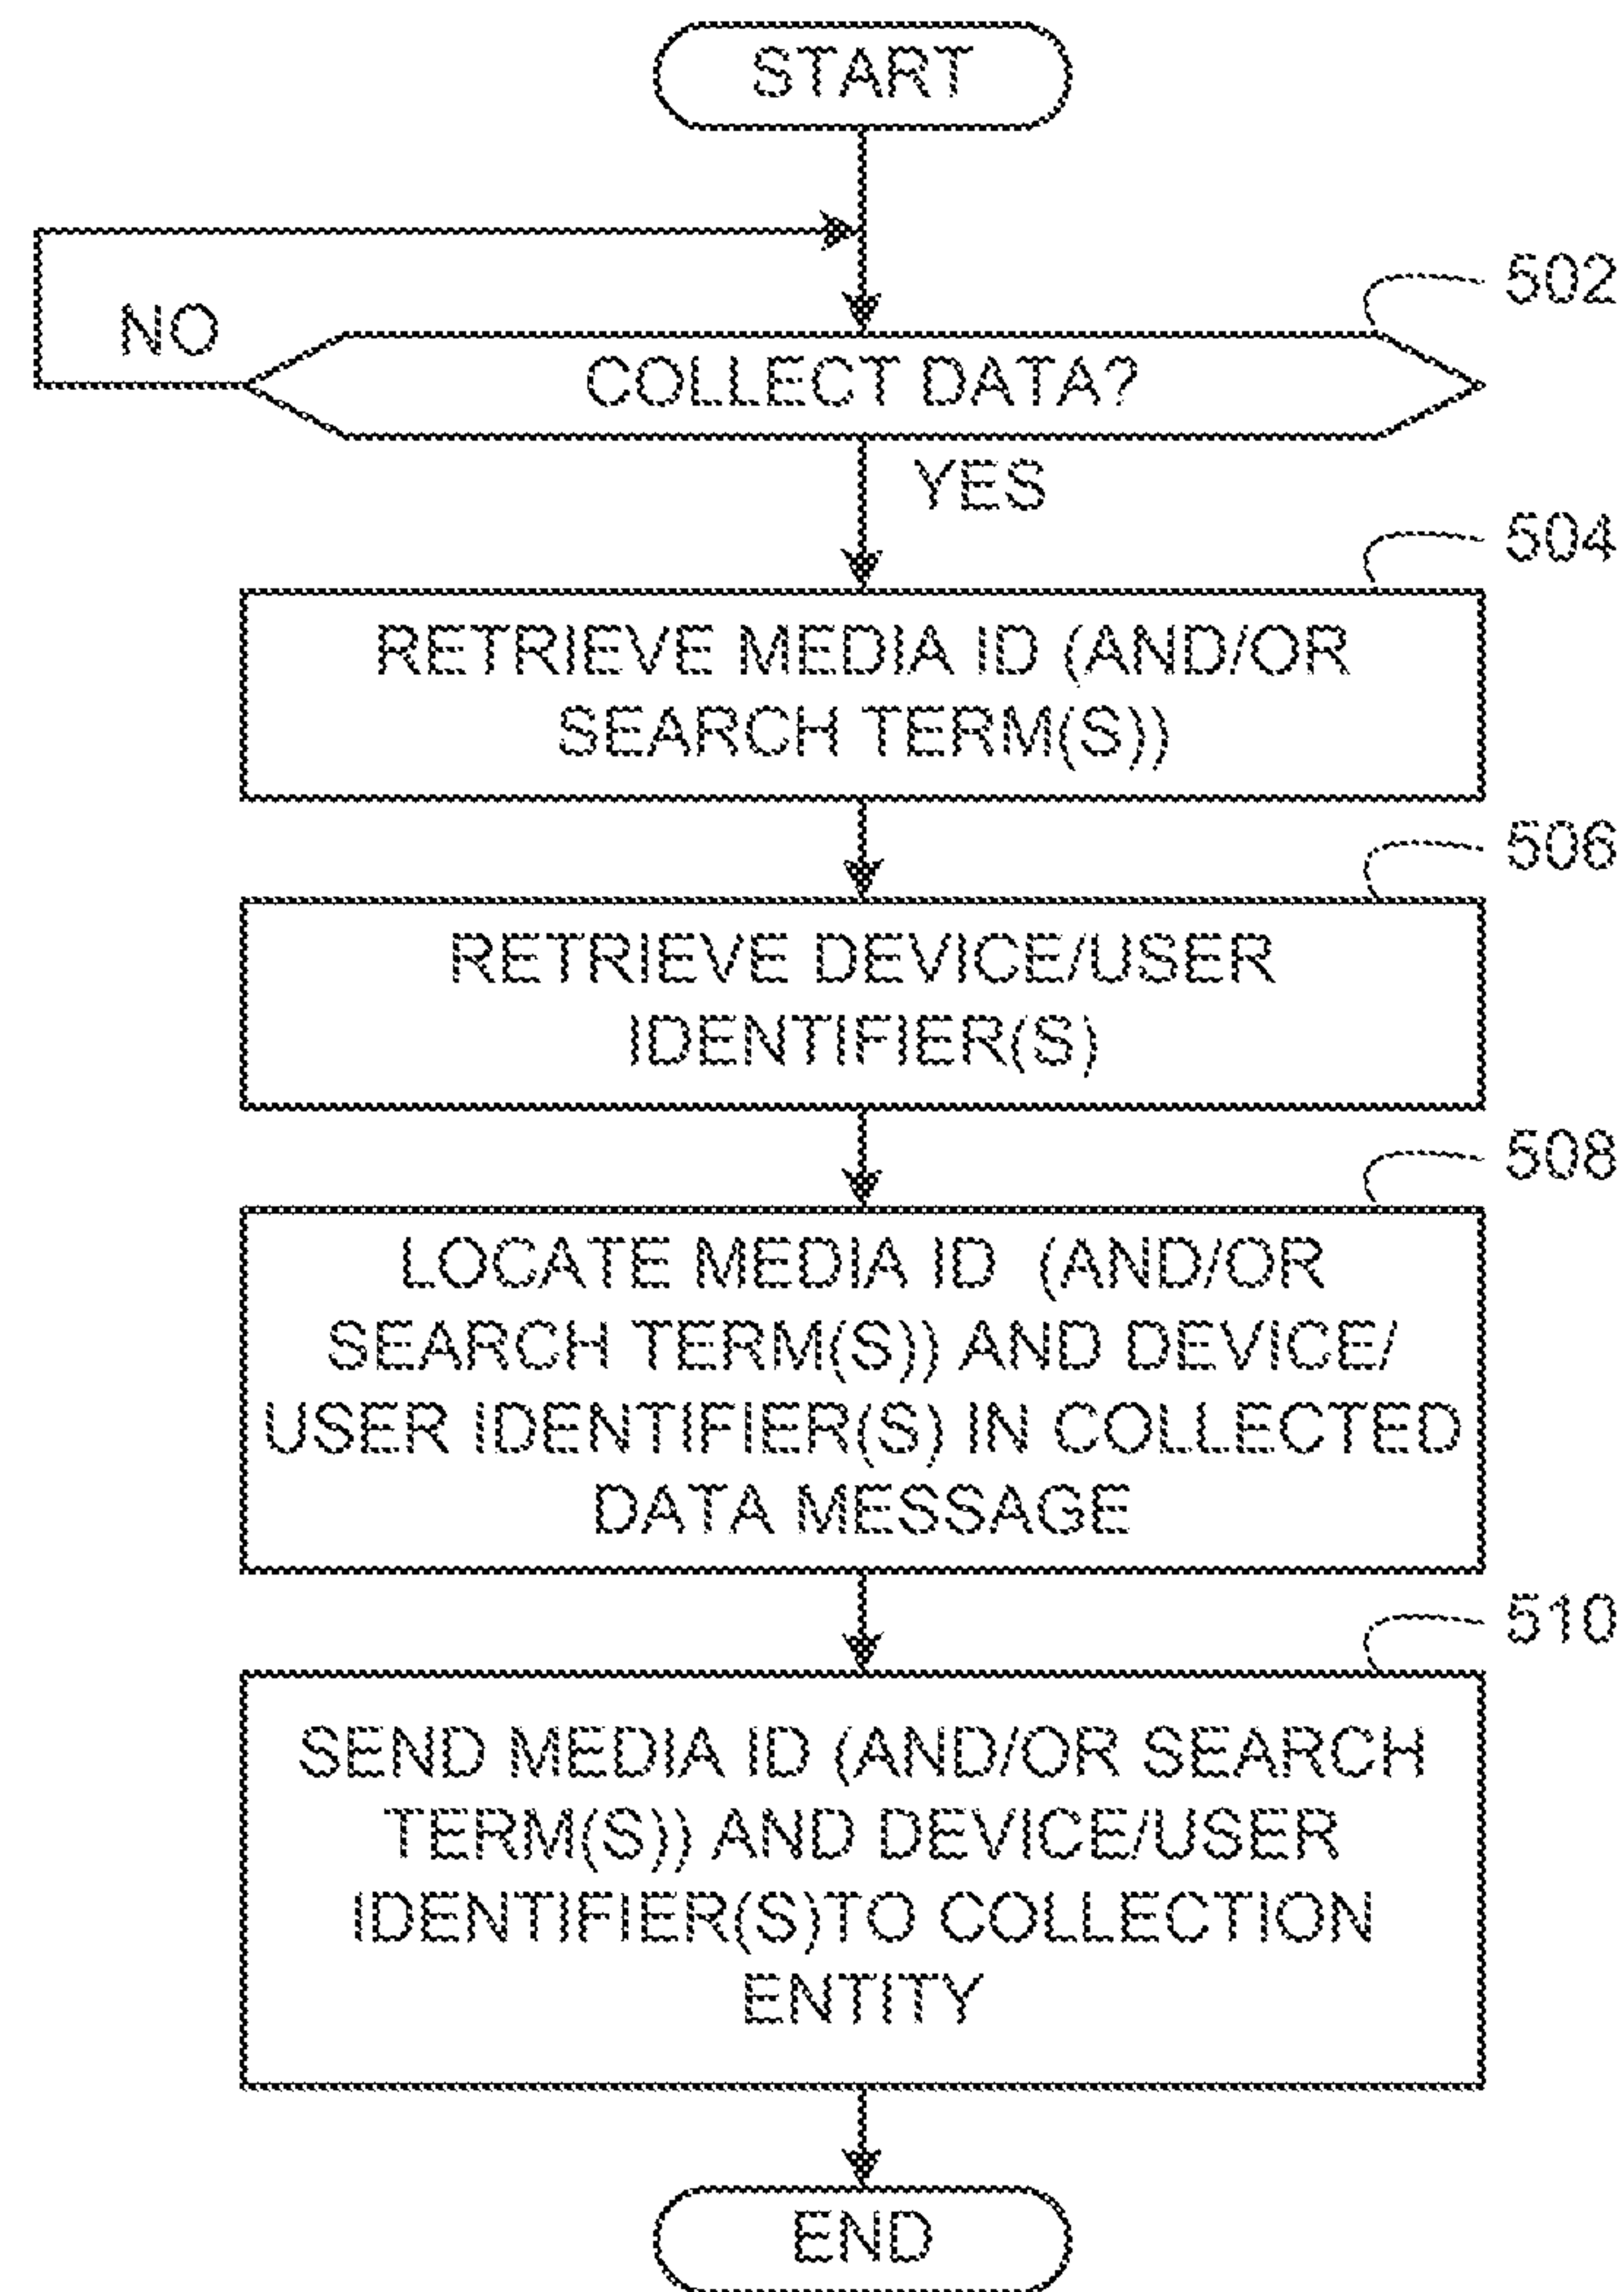 START
502
NO
COLLECT DATA?
YES
504
RETRIEVE MEDIA ID (AND/OR
SEARCH TERM(S))
506
RETRIEVE DEVICE/USER
IDENTIFIER(S)
508
LOCATE MEDIA ID (AND/OR
SEARCH TERM(S)) AND DEVICE/
USER IDENTIFIER(S) IN COLLECTED
DATA MESSAGE
510
SEND MEDIA ID (AND/OR SEARCH
TERM(S)) AND DEVICE/USER
IDENTIFIER(S)TO COLLECTION
ENTITY
END